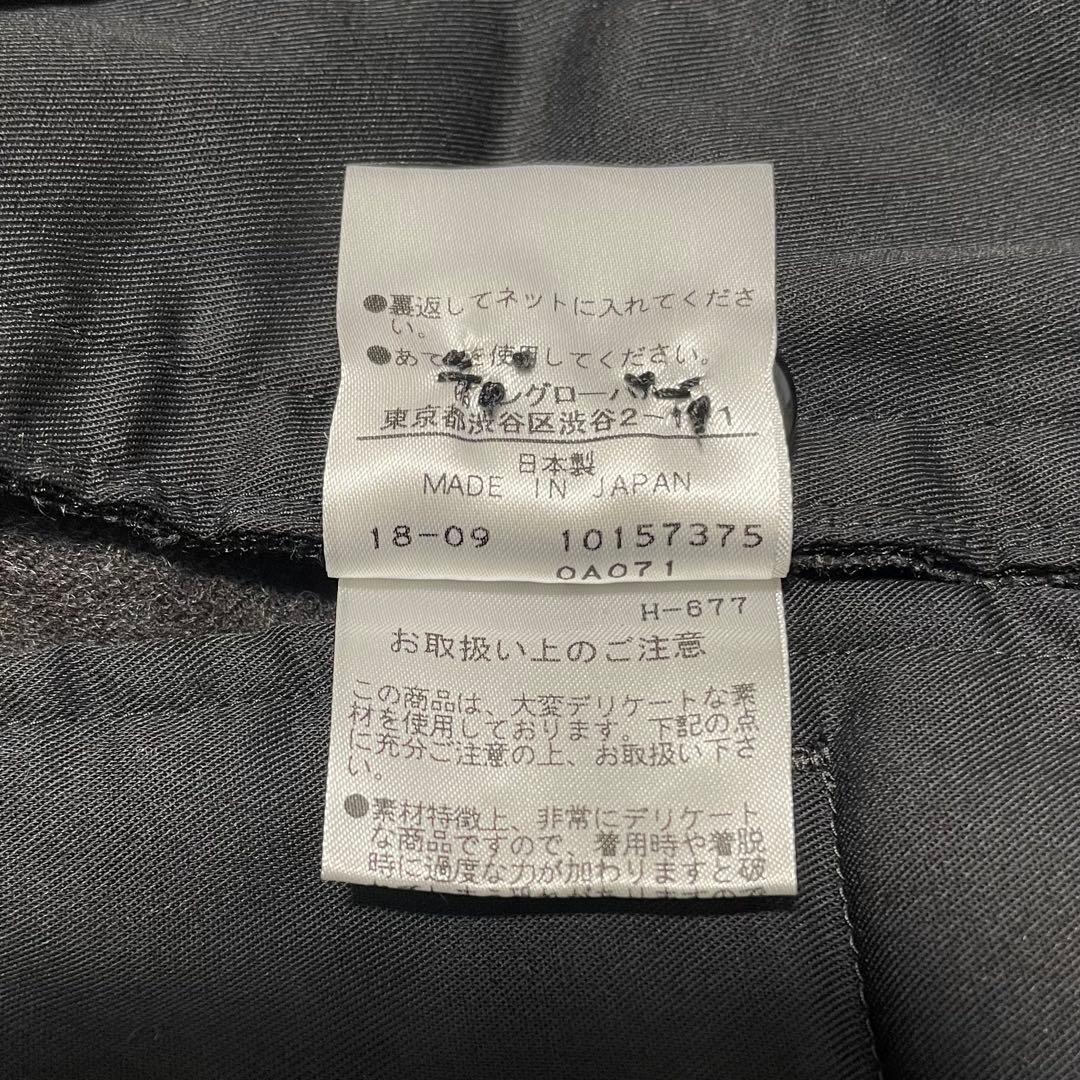 ●裏返してネットに入れてくださ
い。
●あて を使用してください。
ングローバ
東京都渋谷区渋谷2-1
日本製
MADE IN JAPAN
18-09 10157375
0A071
H-677
お取扱い上のご注意
この商品は、大変デリケートな素
材を使用しております。下記の点
に充分ご注意の上、お取扱い下さ
い。
●素材特徴上、非常にデリケート
な商品ですので、着用時や着脱
時に過度な力が加わりますと破